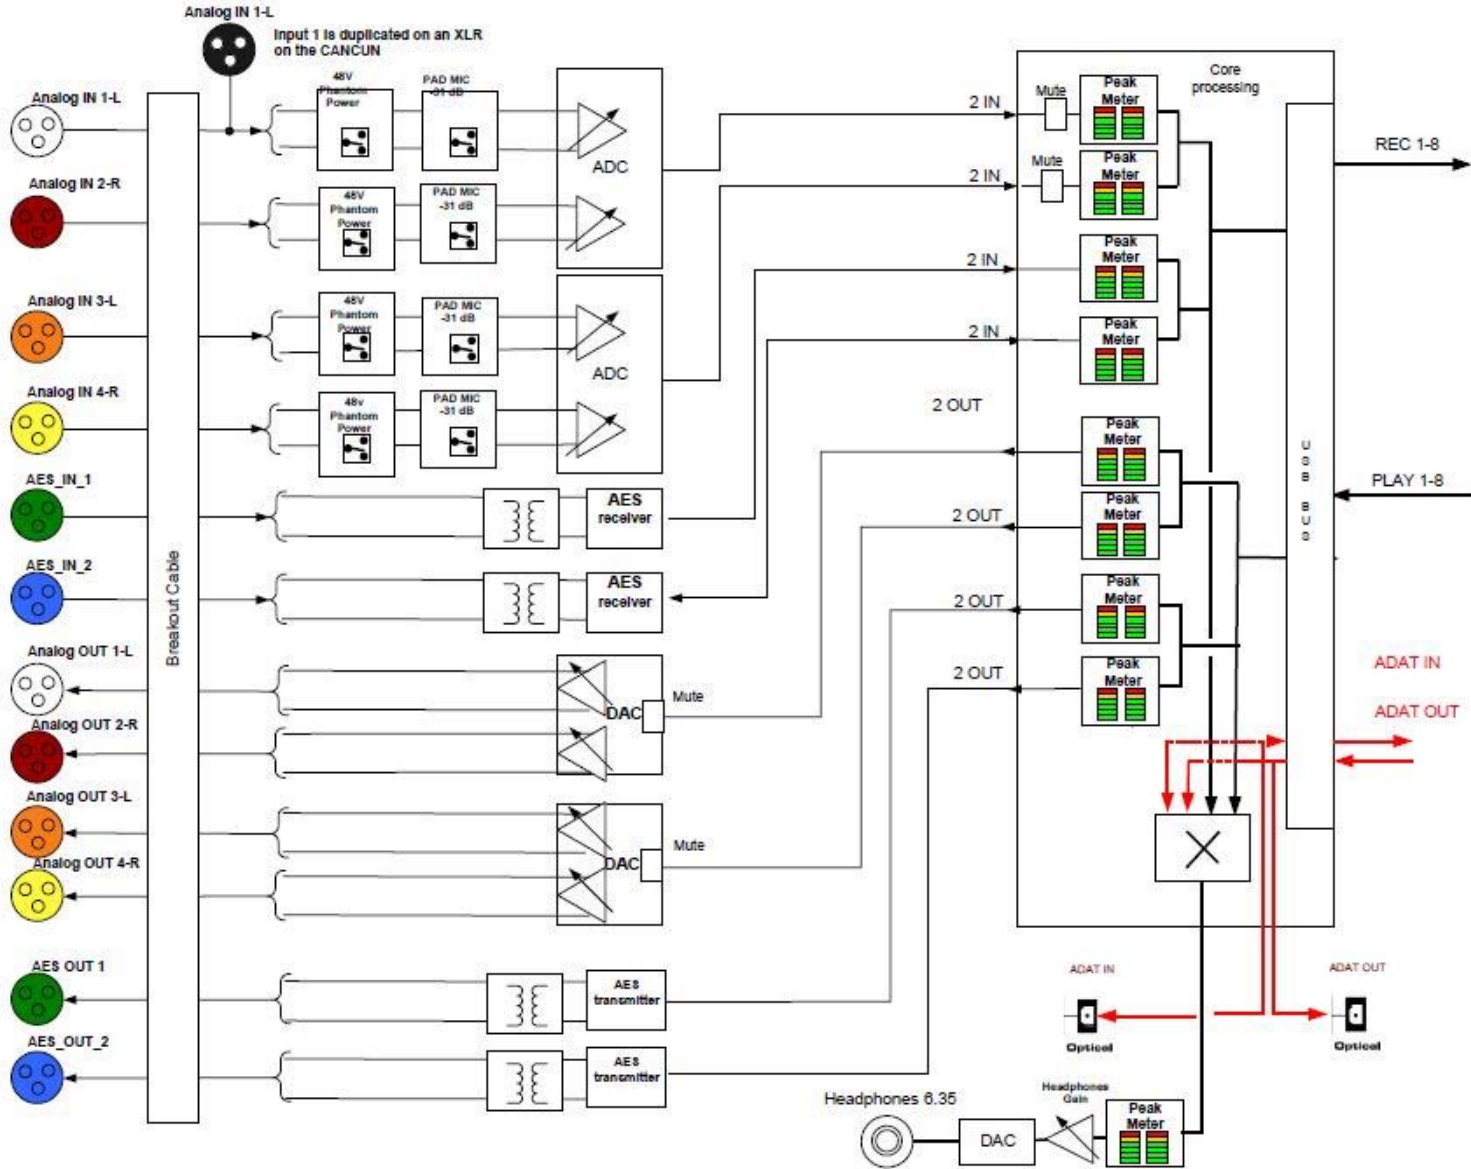 Analog IN 1-L
Input 1 is duplicated on an XLR
on the CANCUN
Analog IN 1-L
48V
Phantom
Power
PAD MIC
-31 dB
ADC
2 IN
Mute
Peak
Meter
Core
processing
REC 1-8
Analog IN 2-R
48V
Phantom
Power
PAD MIC
-31 dB
2 IN
Mute
Peak
Meter
Analog IN 3-L
48V
Phantom
Power
PAD MIC
-31 dB
ADC
2 IN
Peak
Meter
2 IN
Peak
Meter
Analog IN 4-R
48v
Phantom
Power
PAD MIC
-31 dB
2 OUT
Peak
Meter
USB BUS
PLAY 1-8
AES_IN_1
AES
receiver
2 OUT
Peak
Meter
AES_IN_2
AES
receiver
2 OUT
Peak
Meter
Breakout Cable
Analog OUT 1-L
DAC
Mute
2 OUT
Peak
Meter
ADAT IN
ADAT OUT
Analog OUT 2-R
Analog OUT 3-L
DAC
Mute
Analog OUT 4-R
AES OUT 1
AES
transmitter
ADAT IN
Optical
ADAT OUT
Optical
AES_OUT_2
AES
transmitter
Headphones 6.35
DAC
Headphones
Gain
Peak
Meter